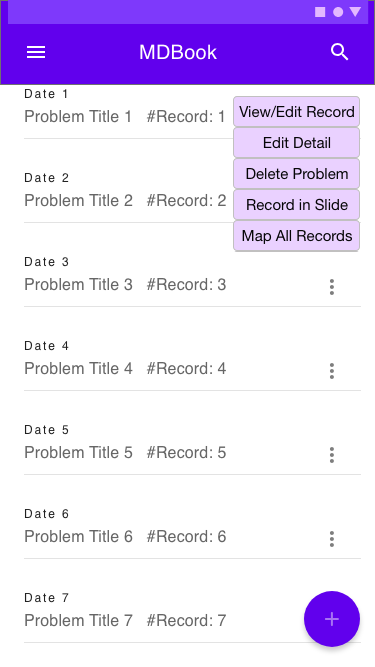 MDBook
Date 1
Problem Title 1 #Record: 1
View/Edit Record
Edit Detail
Delete Problem
Record in Slide
Map All Records
Date 2
Problem Title 2 #Record: 2
Date 3
Problem Title 3 #Record: 3
Date 4
Problem Title 4 #Record: 4
Date 5
Problem Title 5 #Record: 5
Date 6
Problem Title 6 #Record: 6
Date 7
Problem Title 7 #Record: 7